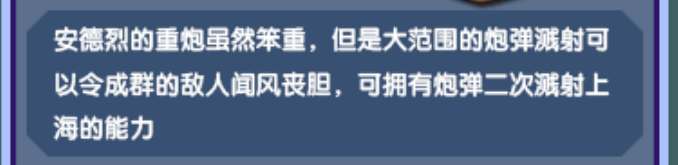 安德烈的重炮虽然笨重，但是大范围的炮弹溅射可
以令成群的敌人闻风丧胆，可拥有炮弹二次溅射上
海的能力